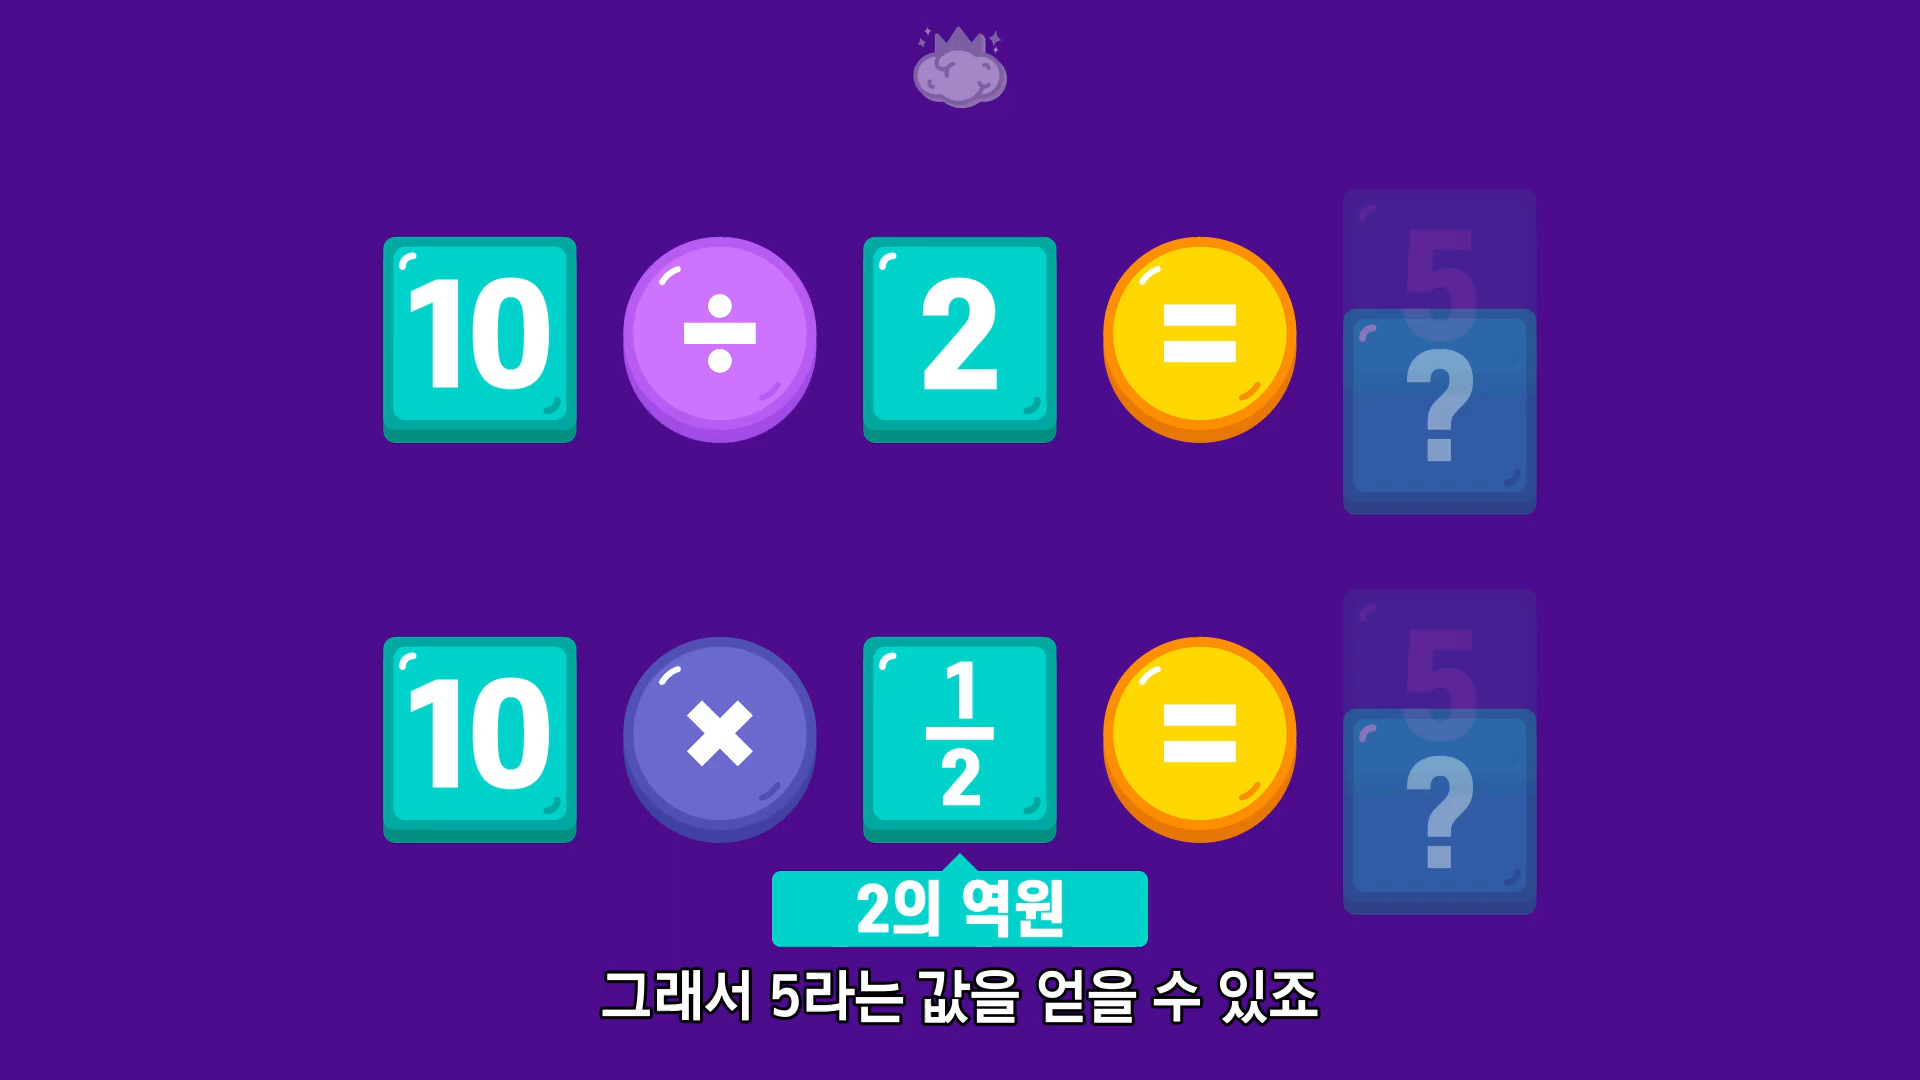 10 ÷ 2 = 5
?
10 × 1/2 = 5
?
2의 역원
그래서 5라는 값을 얻을 수 있죠